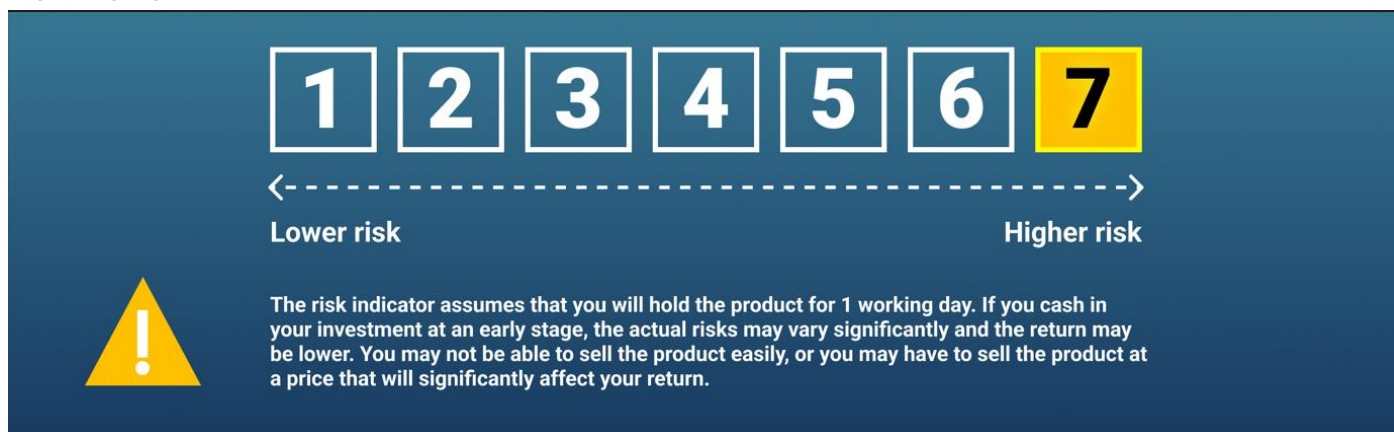 1 2 3 4 5 6 7
Lower risk Higher risk
The risk indicator assumes that you will hold the product for 1 working day. If you cash in
your investment at an early stage, the actual risks may vary significantly and the return may
be lower. You may not be able to sell the product easily, or you may have to sell the product at
a price that will significantly affect your return.